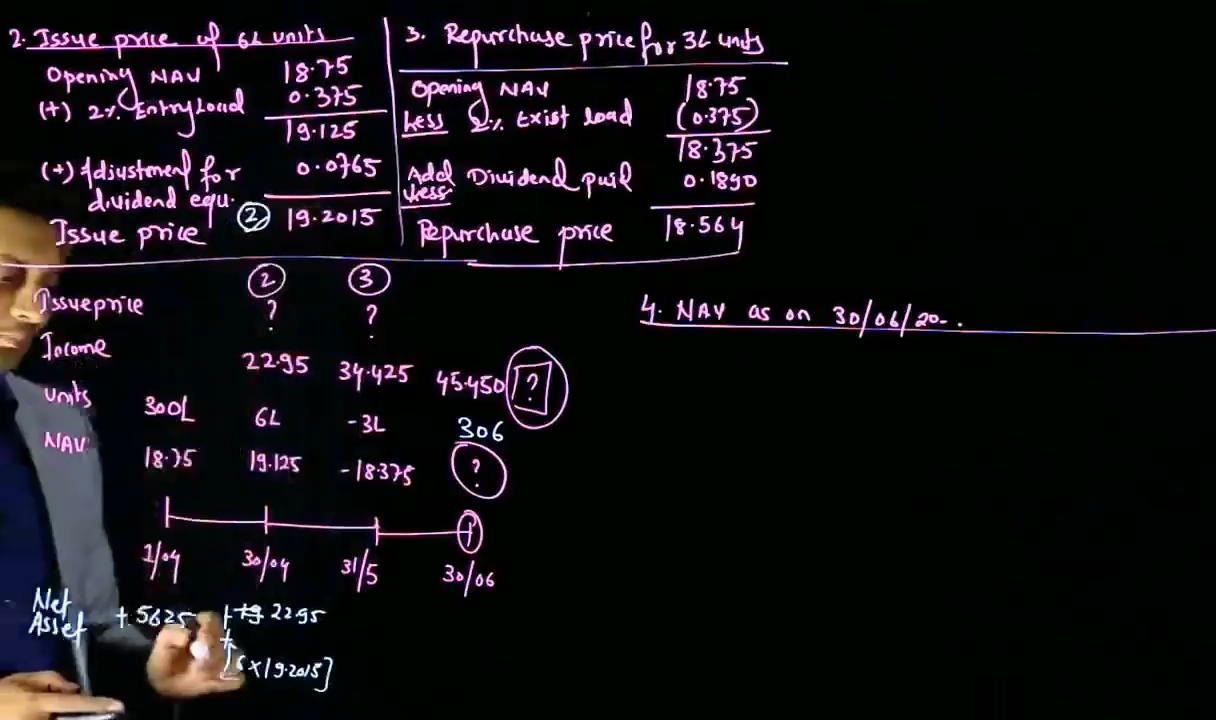 2. Issue price of 6L units
Opening NAV 18.75
(+) 2% Entry Load 0.375
19.125
(+) Adjustment for 0.0765
dividend equ.
Issue price (2) 19.2015
3. Repurchase price for 3L units
Opening NAV 18.75
Less 2% Exist load (0.375)
18.375
Add Dividend paid 0.1890
Less
Repurchase price 18.564
2 3
Issue price ? ?
Income 22.95 34.425 45.450 ?
units 300L 6L -3L 306
NAV 18.75 19.125 -18.375 ?
1/04 30/04 31/5 30/06
Net
Asset + 5625 + 19 22.95
+
[6 x 19.2015]
4. NAV as on 30/06/20-.